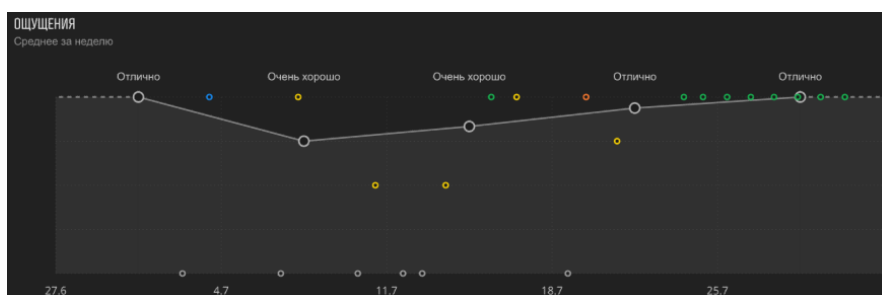 ОЩУЩЕНИЯ
Среднее за неделю
Отлично
Очень хорошо
Очень хорошо
Отлично
Отлично
27.6
4.7
11.7
18.7
25.7